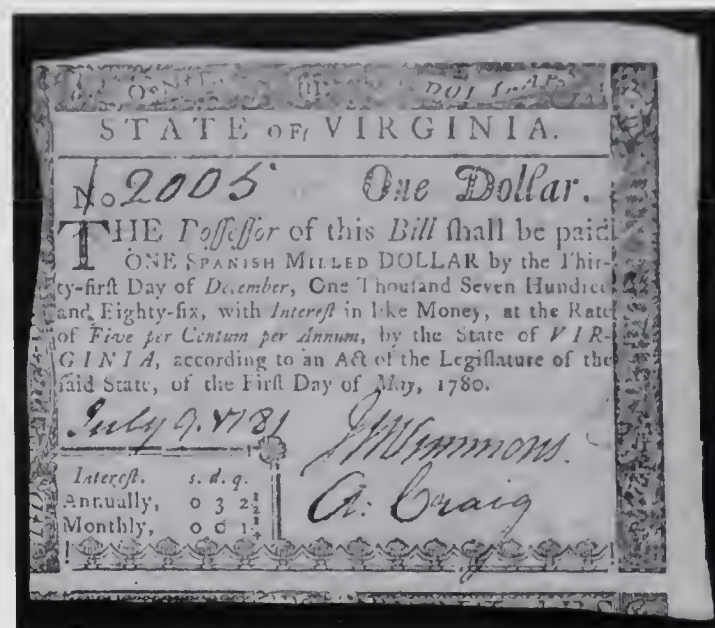 DOLLARS
STATE OF VIRGINIA.
No 2005 One Dollar.
THE Poſſeſſor of this Bill ſhall be paid
ONE SPANISH MILLED DOLLAR by the Thir-
ty-firſt Day of December, One Thouſand Seven Hundred
and Eighty-ſix, with Intereſt in like Money, at the Rate
of Five per Centum per Annum, by the State of VIR-
GINIA, according to an Act of the Legiſlature of the
ſaid State, of the Firſt Day of May, 1780.
July 9. 1781
Simmons.
Intereſt. s. d. q.
A. Craig
Annually, 0 3 2½
Monthly, 0 0 1¼